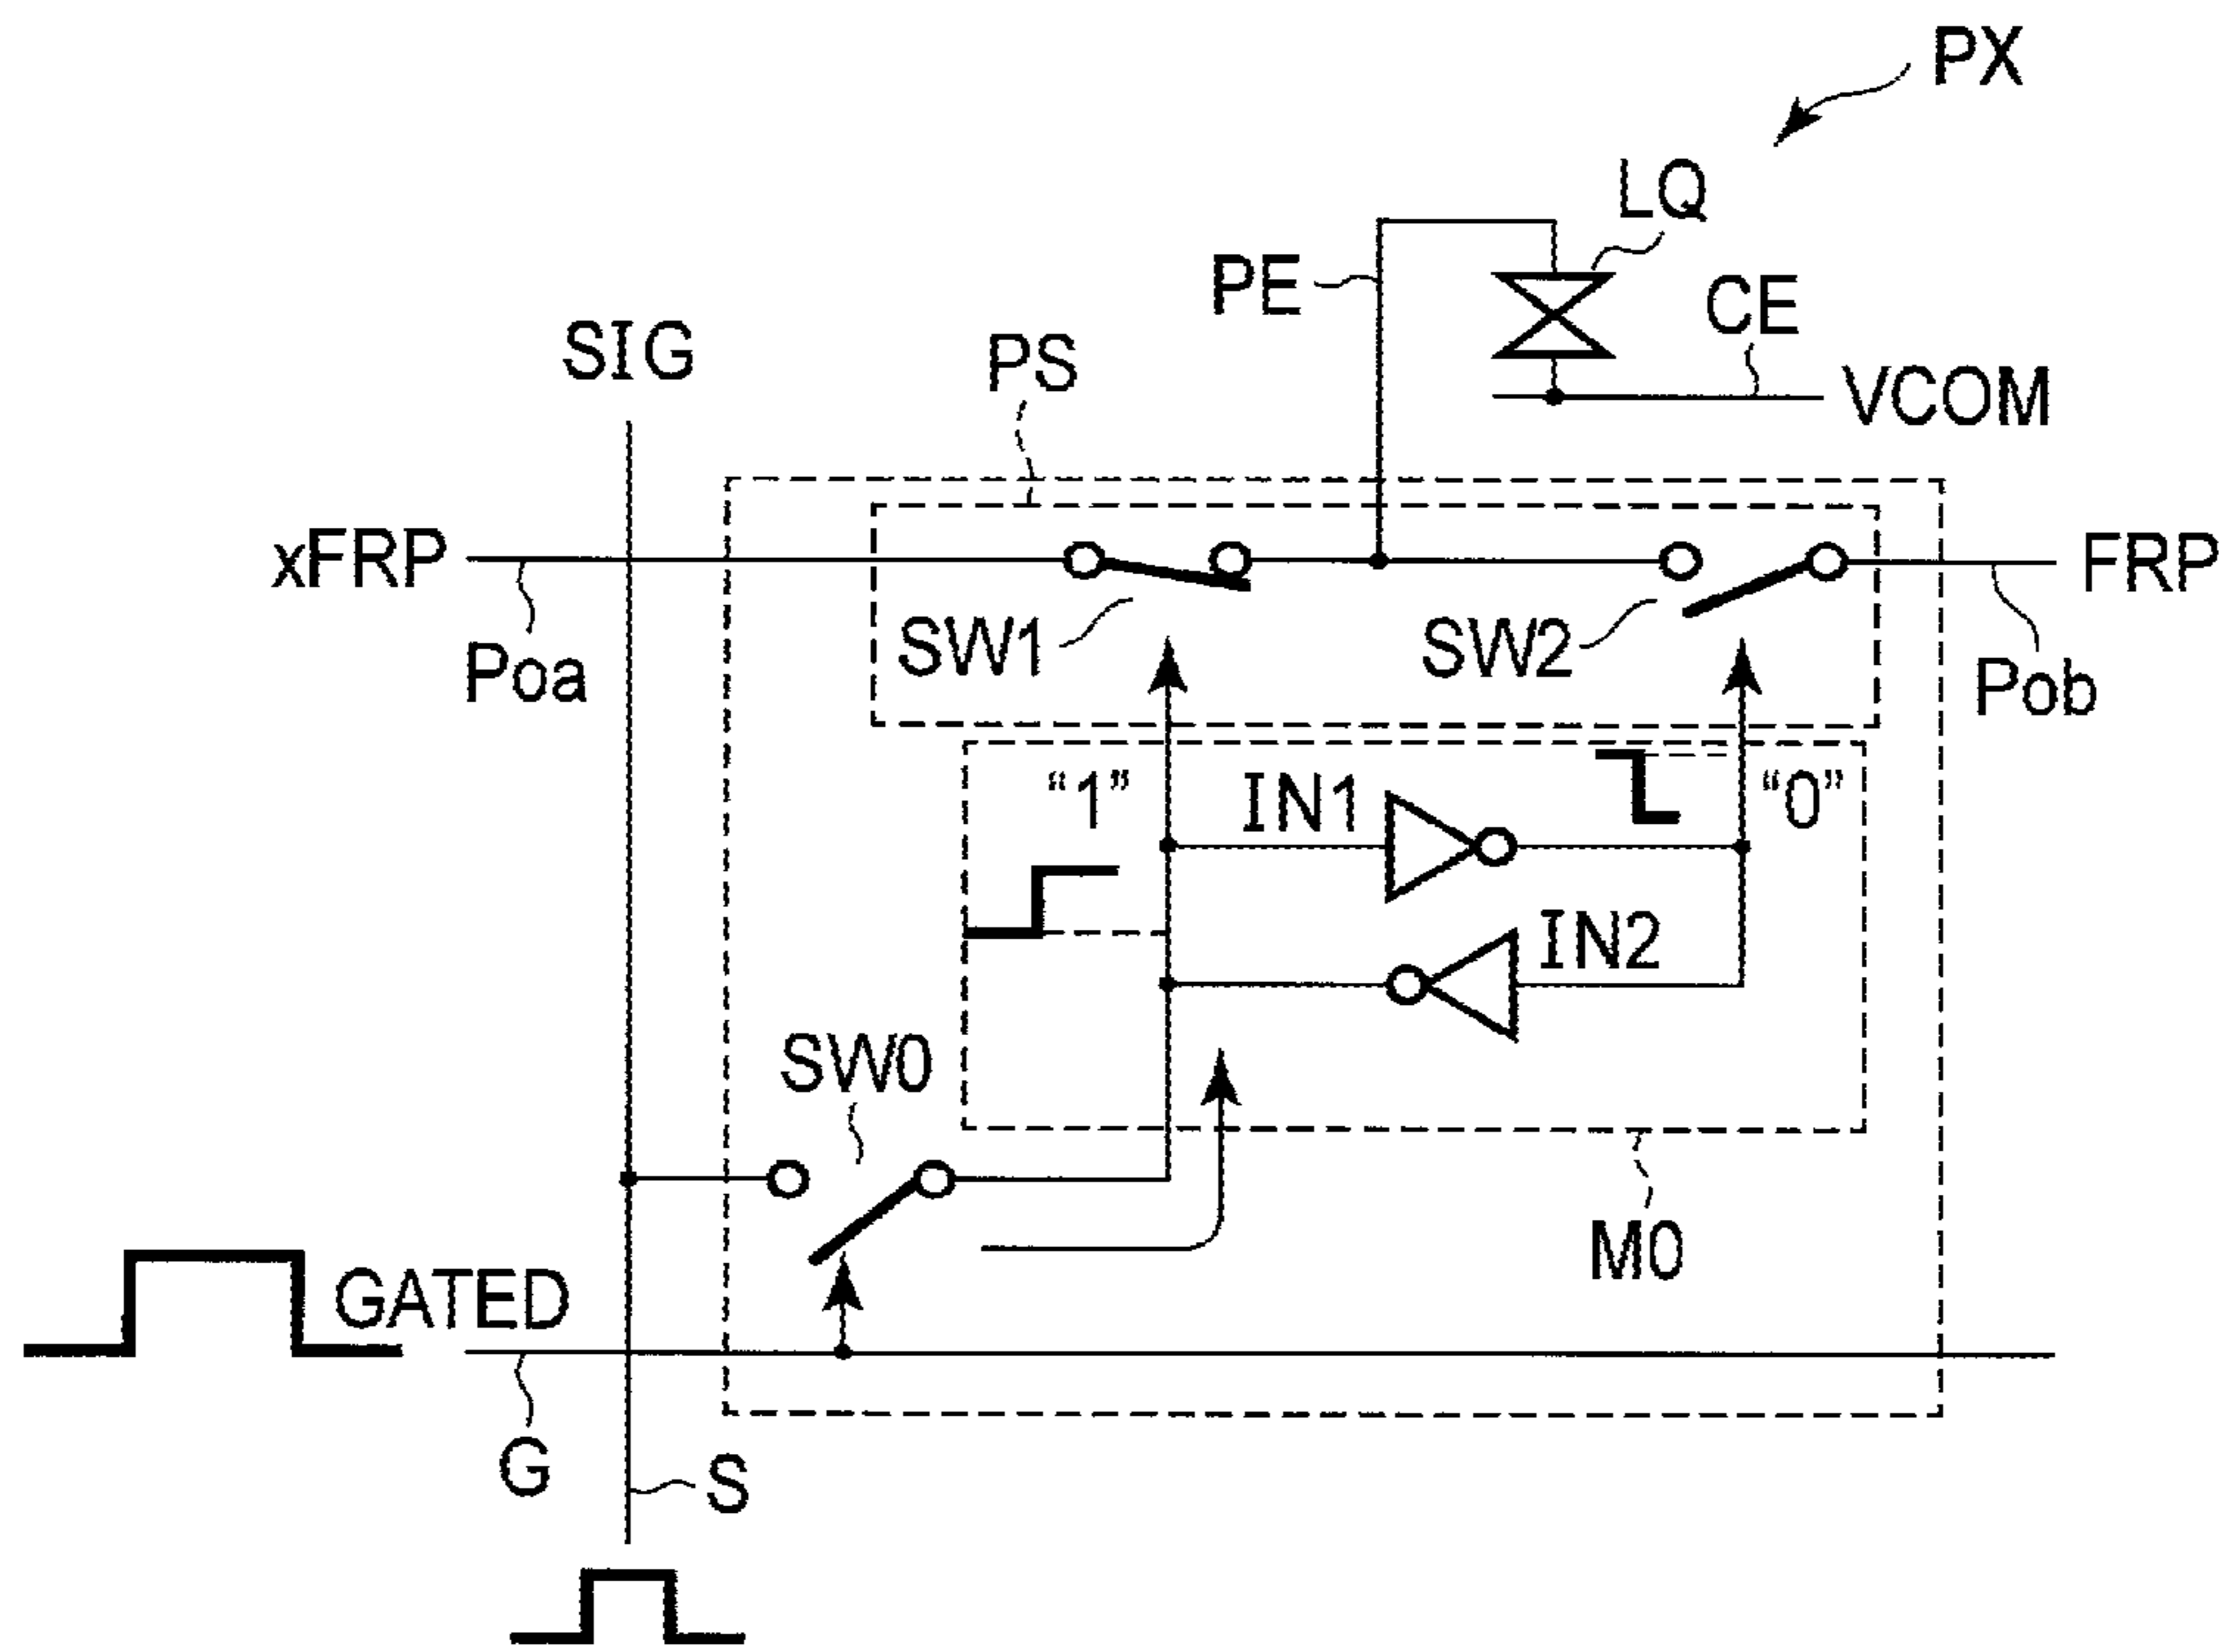 PX
LQ
PE
CE
SIG
PS
VCOM
xFRP
FRP
SW1
SW2
Poa
Pob
“1”
IN1
“0”
IN2
SW0
M0
GATED
G
S